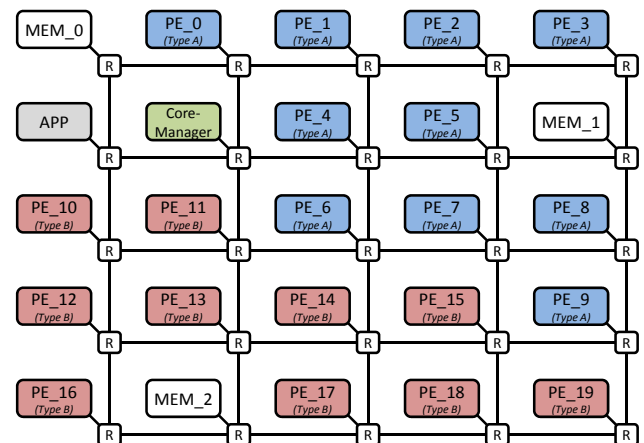 MEM_0
PE_0
(Type A)
PE_1
(Type A)
PE_2
(Type A)
PE_3
(Type A)
R R R R R
APP
Core-
Manager
PE_4
(Type A)
PE_5
(Type A)
MEM_1
R R R R R
PE_10
(Type B)
PE_11
(Type B)
PE_6
(Type A)
PE_7
(Type A)
PE_8
(Type A)
R R R R R
PE_12
(Type B)
PE_13
(Type B)
PE_14
(Type B)
PE_15
(Type B)
PE_9
(Type A)
R R R R R
PE_16
(Type B)
MEM_2
PE_17
(Type B)
PE_18
(Type B)
PE_19
(Type B)
R R R R R